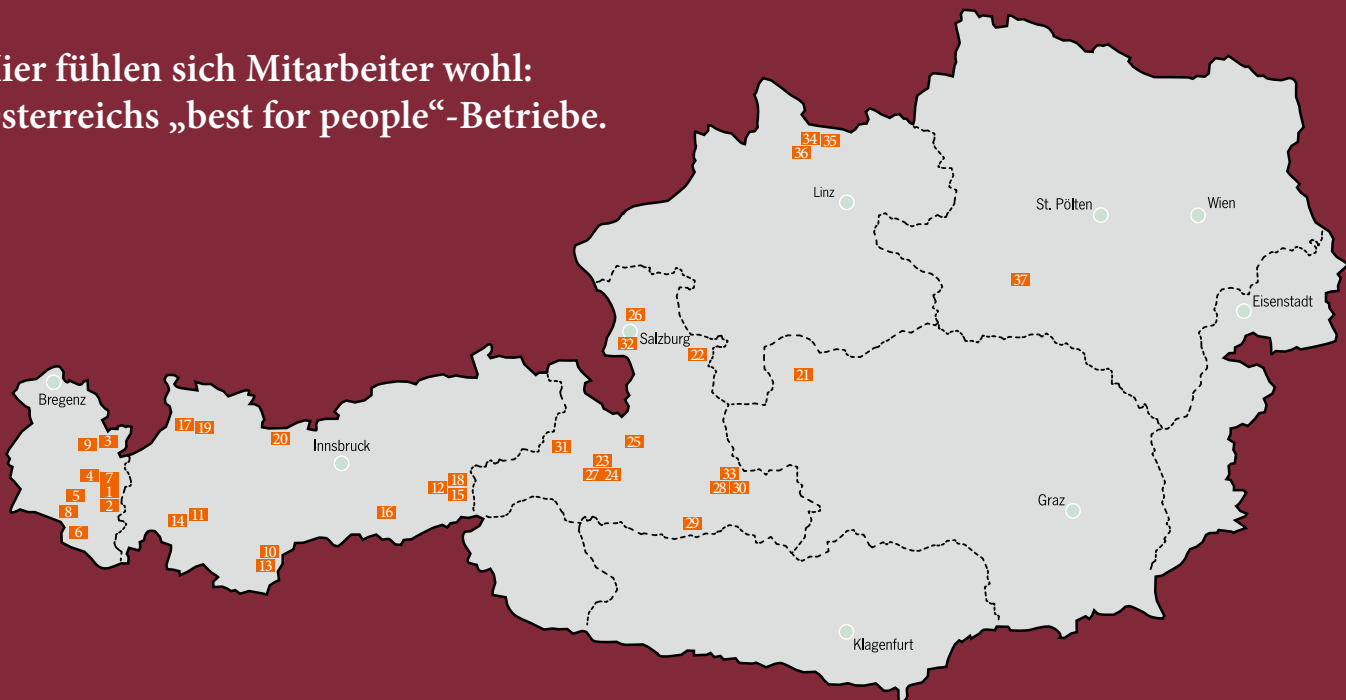 ier fühlen sich Mitarbeiter wohl:
sterreichs „best for people“-Betriebe.
34 35
36
Linz
St. Pölten
Wien
37
Eisenstadt
26
Salzburg
32
22
21
Bregenz
17 19
20
9 3
Innsbruck
31
25
23
27 24
4 7
5 1
8 2
6
18
12 15
33
28 30
16
14 11
29
Graz
10
13
Klagenfurt